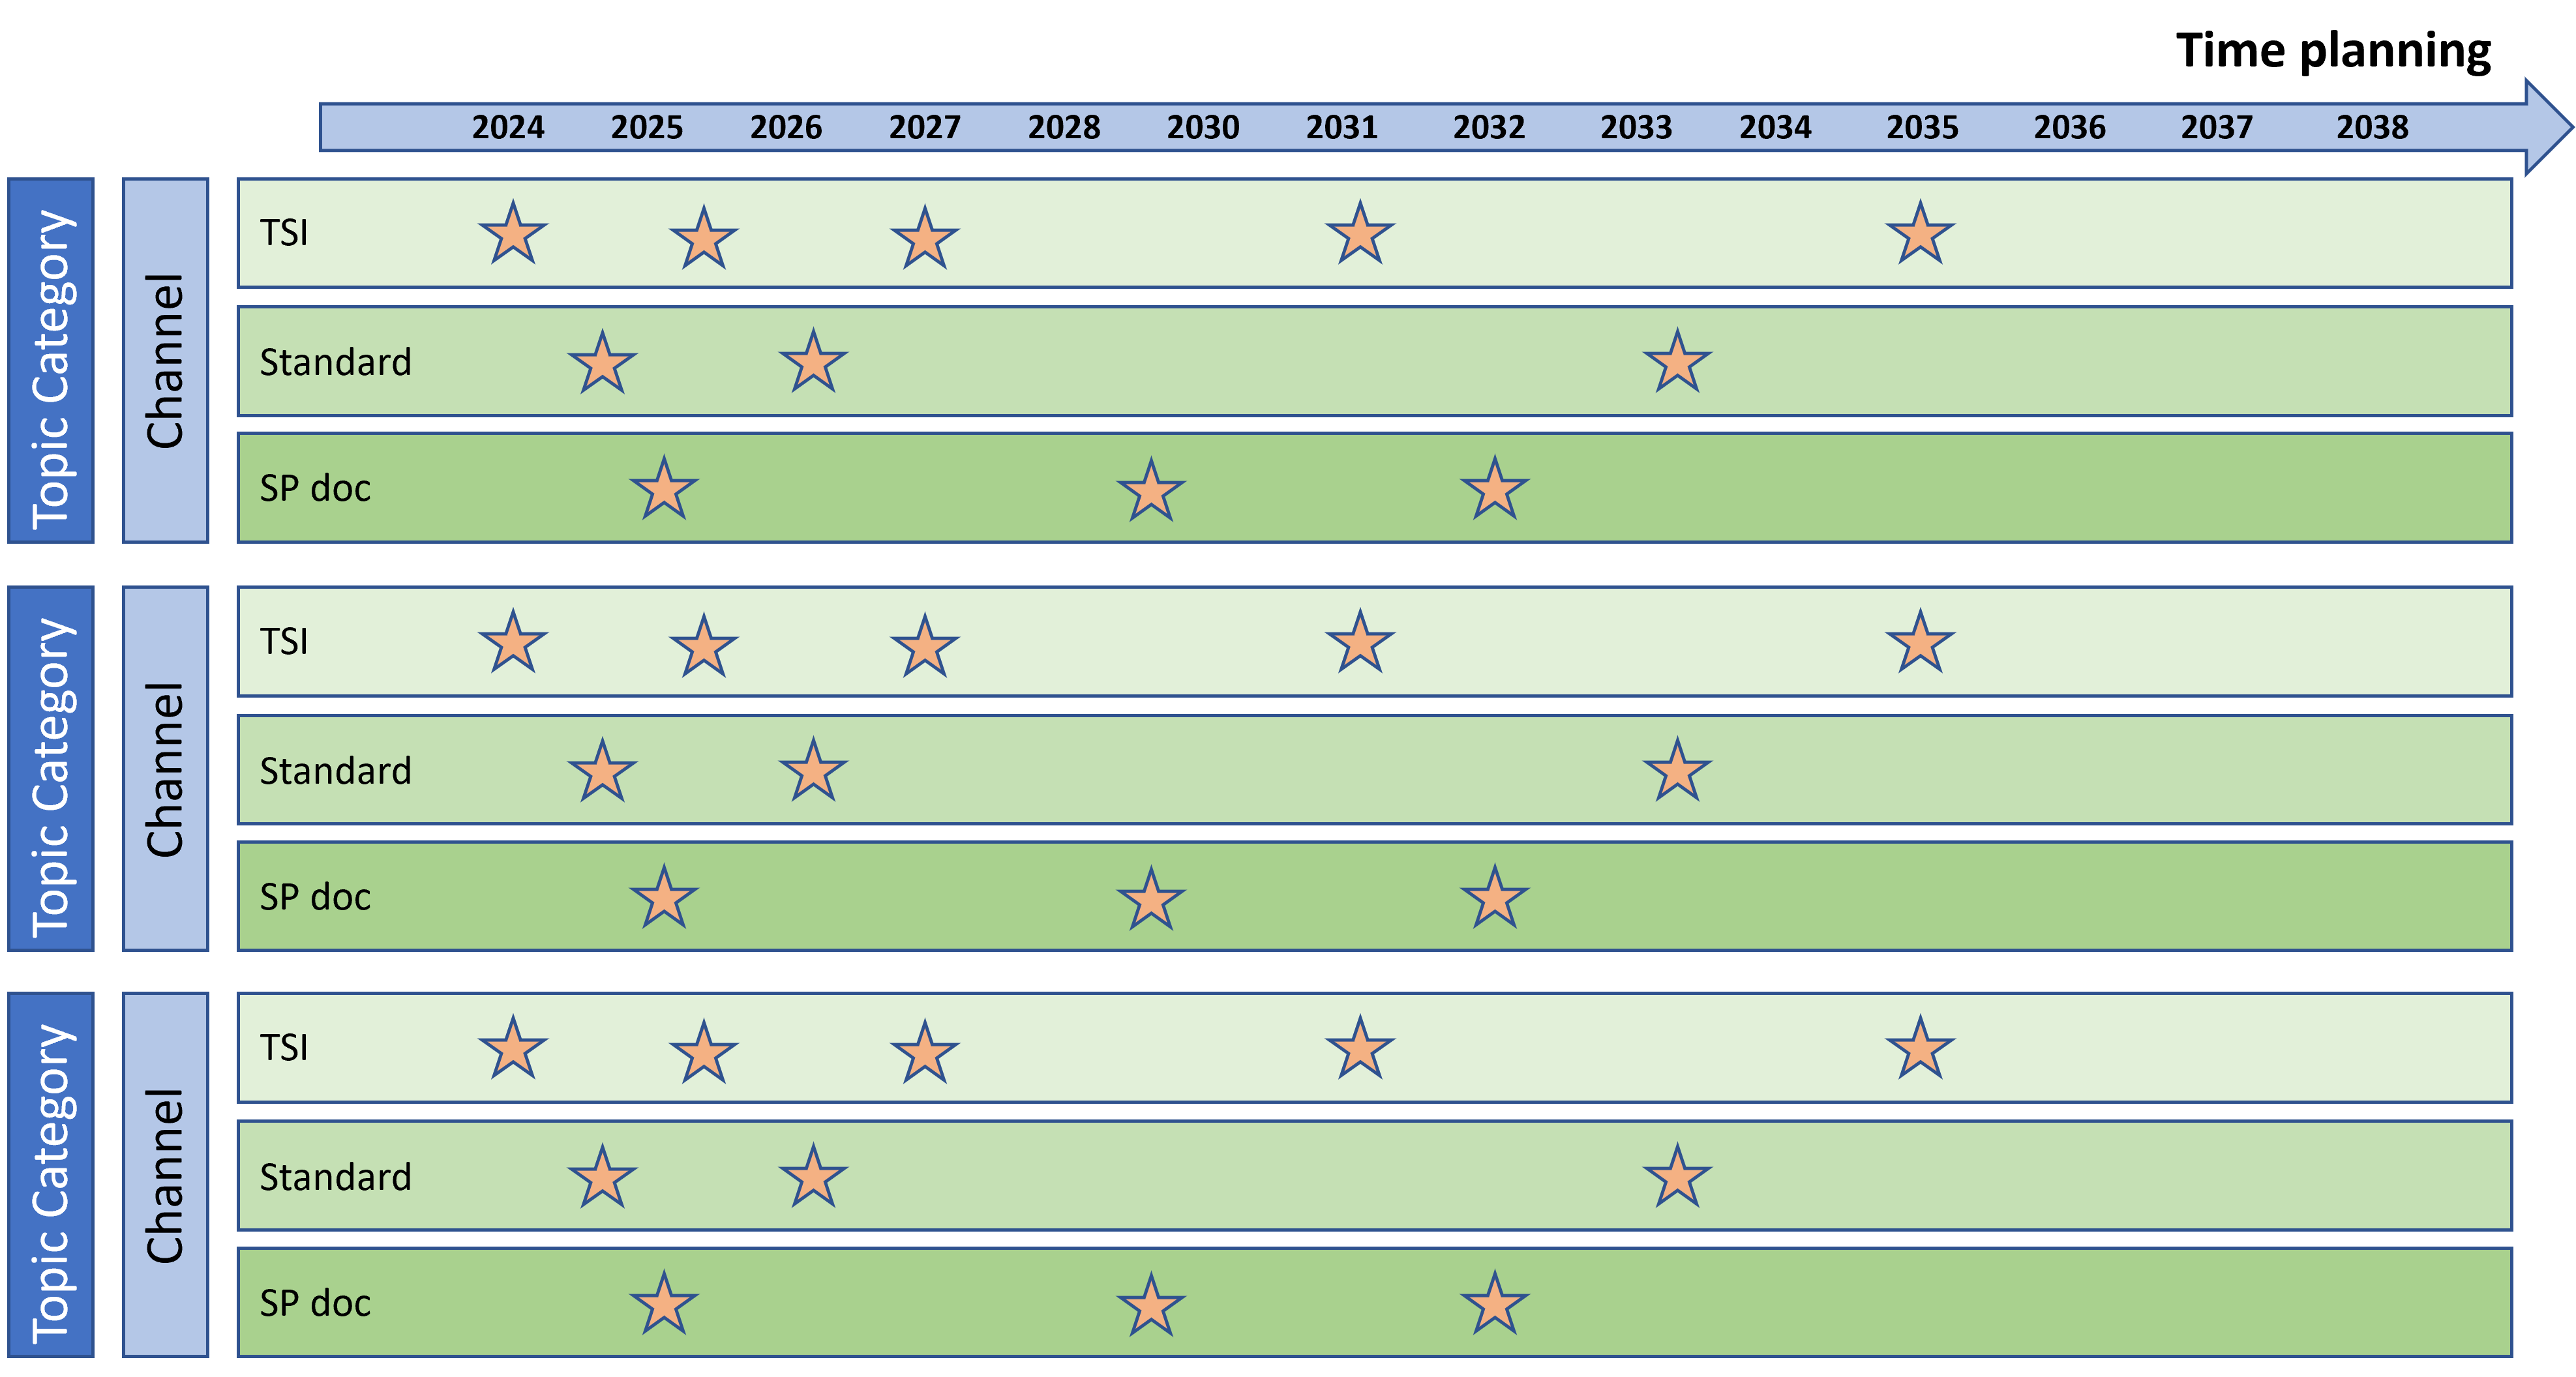 Time planning
2024 2025 2026 2027 2028 2030 2031 2032 2033 2034 2035 2036 2037 2038
Topic Category
Channel
TSI
Standard
SP doc
Topic Category
Channel
TSI
Standard
SP doc
Topic Category
Channel
TSI
Standard
SP doc